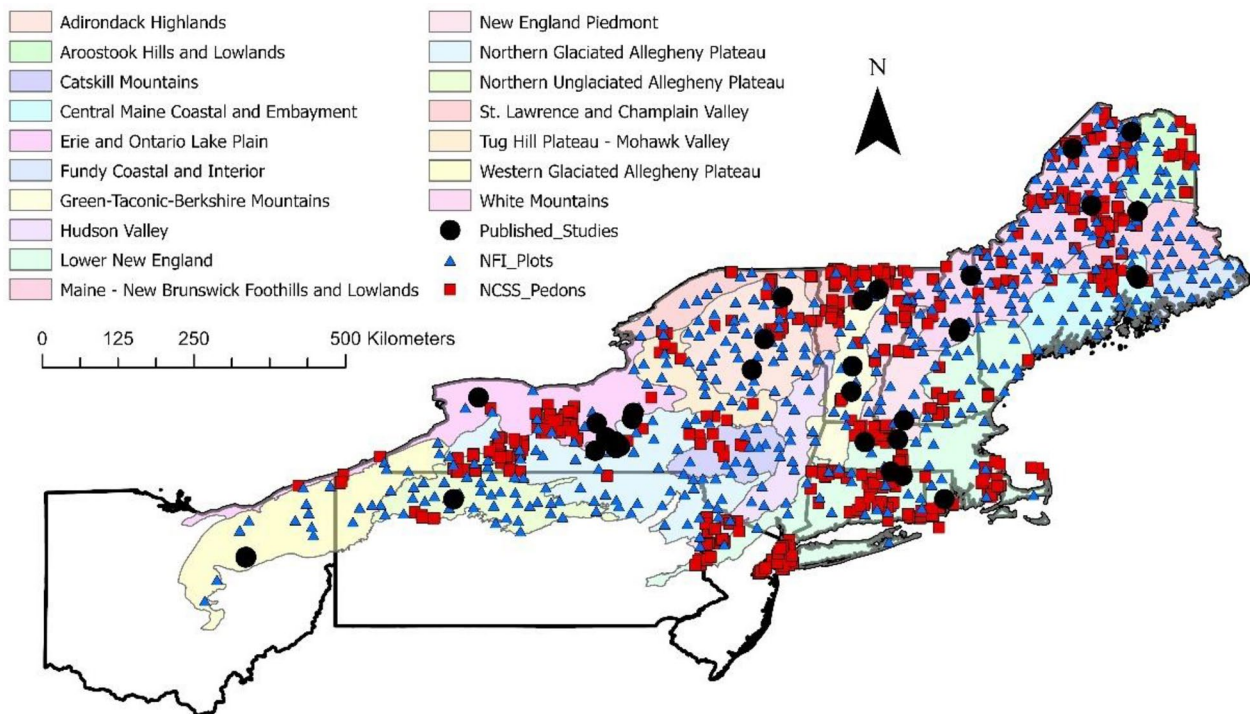 Adirondack Highlands
Aroostook Hills and Lowlands
Catskill Mountains
Central Maine Coastal and Embayment
Erie and Ontario Lake Plain
Fundy Coastal and Interior
Green-Taconic-Berkshire Mountains
Hudson Valley
Lower New England
Maine - New Brunswick Foothills and Lowlands
New England Piedmont
Northern Glaciated Allegheny Plateau
Northern Unglaciated Allegheny Plateau
St. Lawrence and Champlain Valley
Tug Hill Plateau - Mohawk Valley
Western Glaciated Allegheny Plateau
White Mountains
Published_Studies
NFI_Plots
NCSS_Pedons
N
0 125 250 500 Kilometers